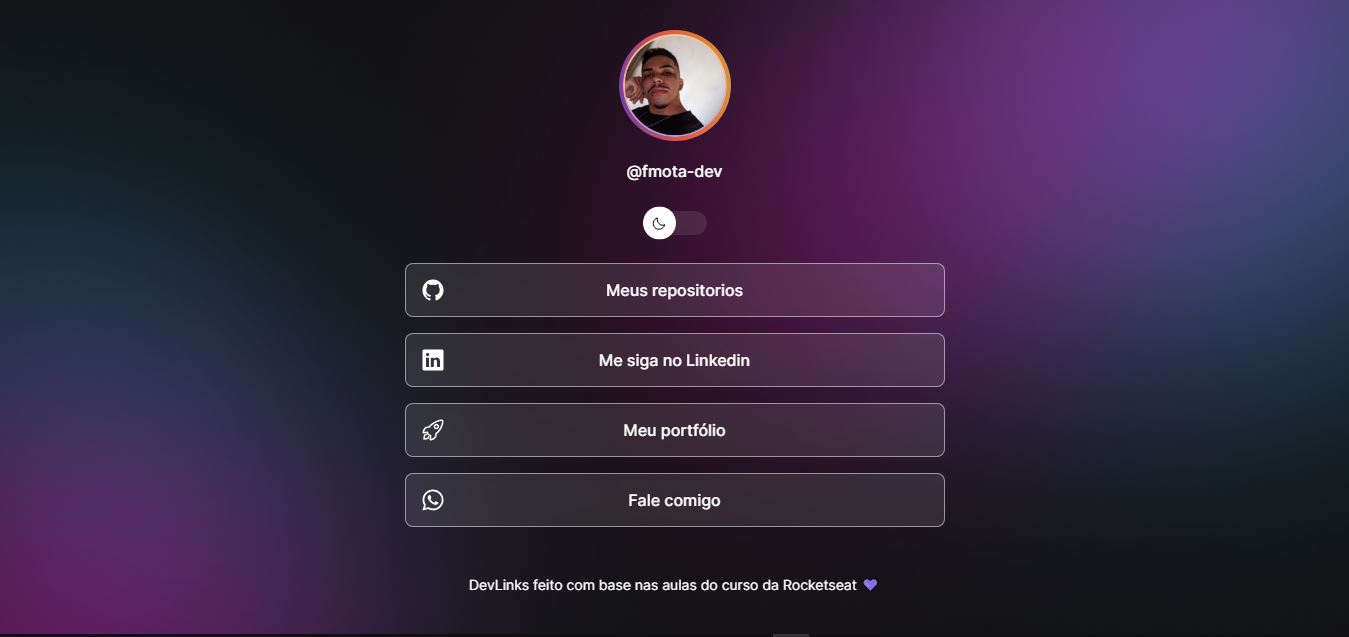 @fmota-dev
Meus repositorios
Me siga no Linkedin
Meu portfólio
Fale comigo
DevLinks feito com base nas aulas do curso da Rocketseat 💜